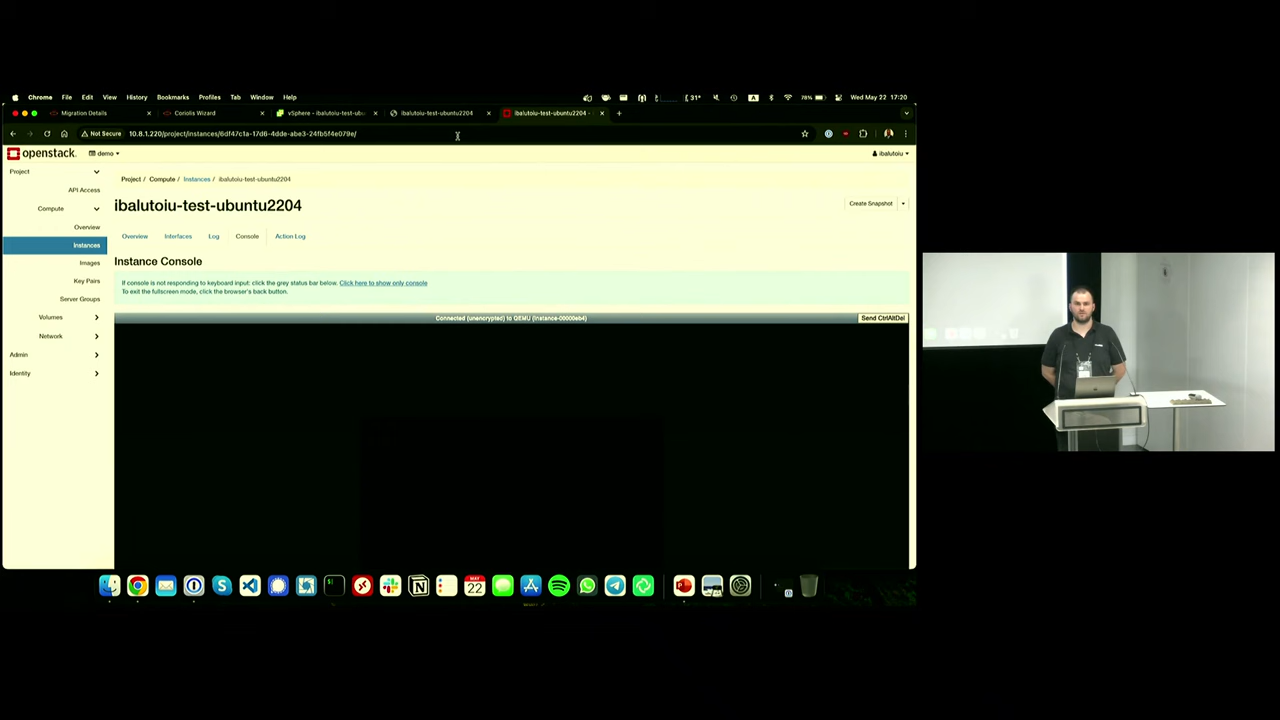 Chrome File Edit View History Bookmarks Profiles Tab Window Help 31° A 78% Wed May 22 17:20
Migration Details Coriolis Wizard vSphere – ibalutoiu-test-ub ibalutoiu-test-ubuntu2204 ibalutoiu-test-ubuntu2204 -
Not Secure 10.8.1.220/project/instances/6df47c1a-17d6-4dde-abe3-24fb5f4e079e/
openstack. demo ibalutoiu
Project
API Access
Compute
Overview
Instances
Images
Key Pairs
Server Groups
Volumes
Network
Admin
Identity
Project / Compute / Instances / ibalutoiu-test-ubuntu2204
ibalutoiu-test-ubuntu2204
Create Snapshot
Overview Interfaces Log Console Action Log
Instance Console
If console is not responding to keyboard input: click the grey status bar below. Click here to show only console
To exit the fullscreen mode, click the browser's back button.
Connected (unencrypted) to QEMU (instance-00000eb4)
Send CtrlAltDel
MAY
22